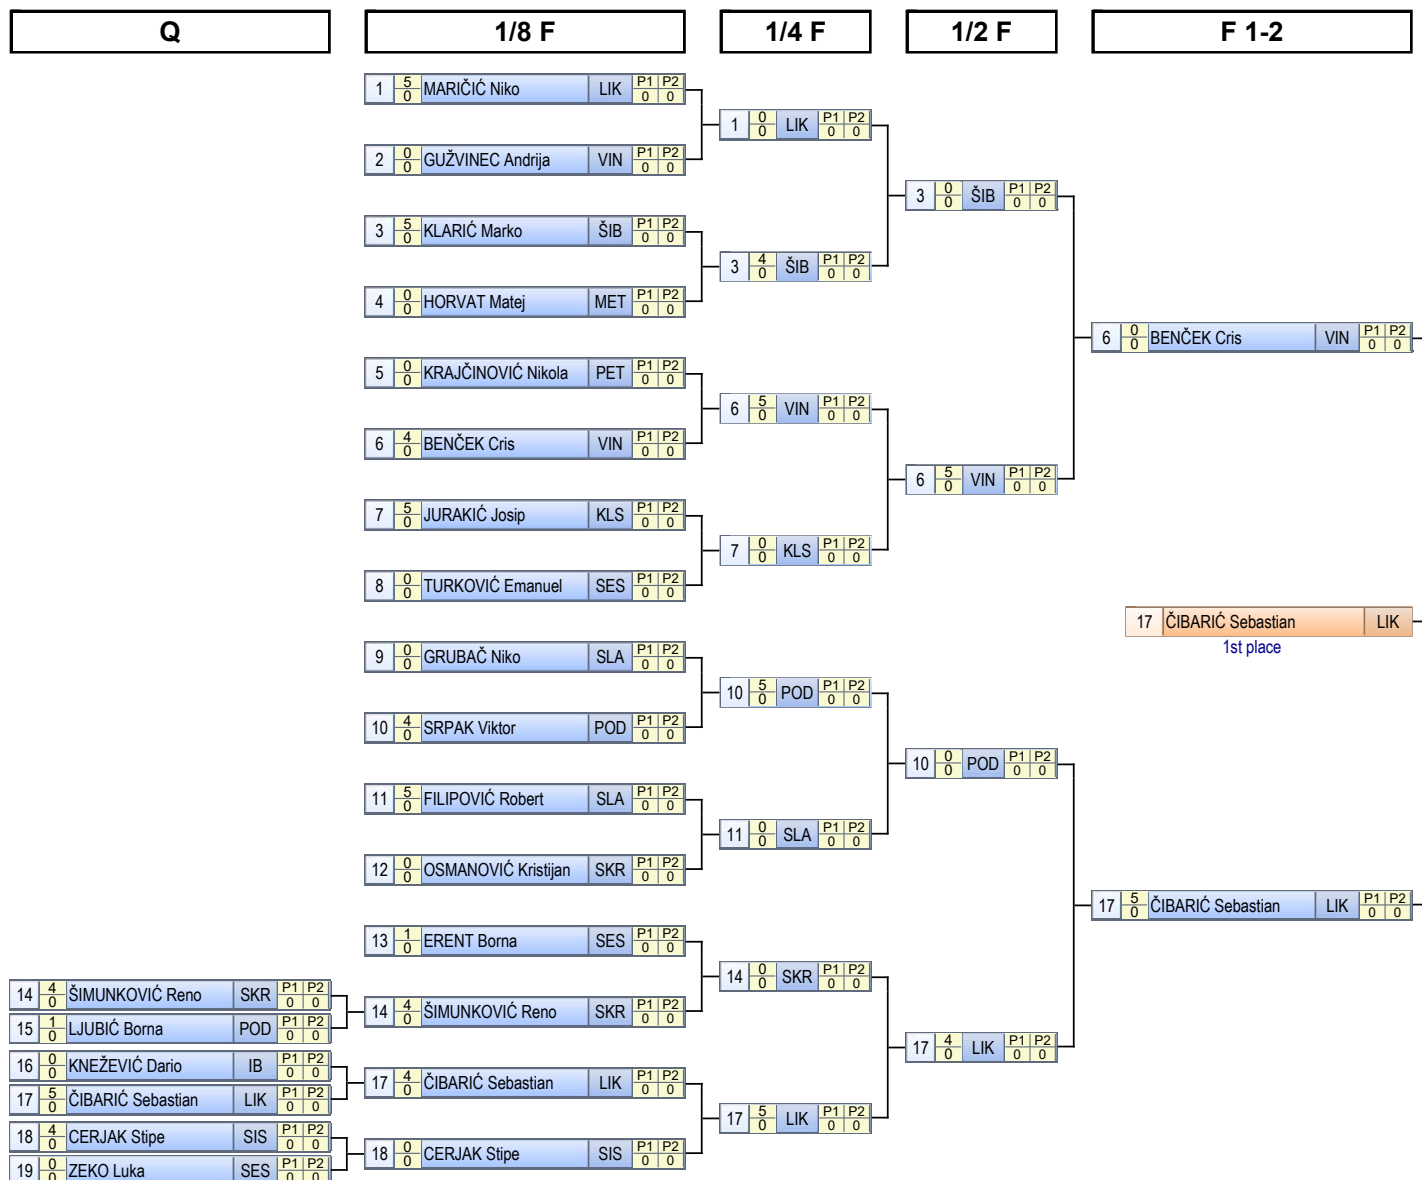 Q 1/8 F 1/4 F 1/2 F F 1-2
1 5 0 MARIČIĆ Niko LIK P1 P2 0 0
1 0 0 LIK P1 P2 0 0
2 0 0 GUŽVINEC Andrija VIN P1 P2 0 0
3 0 0 ŠIB P1 P2 0 0
3 5 0 KLARIĆ Marko ŠIB P1 P2 0 0
3 4 0 ŠIB P1 P2 0 0
4 0 0 HORVAT Matej MET P1 P2 0 0
6 0 0 BENČEK Cris VIN P1 P2 0 0
5 0 0 KRAJČINOVIĆ Nikola PET P1 P2 0 0
6 5 0 VIN P1 P2 0 0
6 4 0 BENČEK Cris VIN P1 P2 0 0
6 5 0 VIN P1 P2 0 0
7 5 0 JURAKIĆ Josip KLS P1 P2 0 0
7 0 0 KLS P1 P2 0 0
8 0 0 TURKOVIĆ Emanuel SES P1 P2 0 0
17 ČIBARIĆ Sebastian LIK
1st place
9 0 0 GRUBAČ Niko SLA P1 P2 0 0
10 5 0 POD P1 P2 0 0
10 4 0 SRPAK Viktor POD P1 P2 0 0
10 0 0 POD P1 P2 0 0
11 5 0 FILIPOVIĆ Robert SLA P1 P2 0 0
11 0 0 SLA P1 P2 0 0
12 0 0 OSMANOVIĆ Kristijan SKR P1 P2 0 0
17 5 0 ČIBARIĆ Sebastian LIK P1 P2 0 0
13 1 0 ERENT Borna SES P1 P2 0 0
14 0 0 SKR P1 P2 0 0
14 4 0 ŠIMUNKOVIĆ Reno SKR P1 P2 0 0
14 4 0 ŠIMUNKOVIĆ Reno SKR P1 P2 0 0
15 1 0 LJUBIĆ Borna POD P1 P2 0 0
17 4 0 LIK P1 P2 0 0
16 0 0 KNEŽEVIĆ Dario IB P1 P2 0 0
17 4 0 ČIBARIĆ Sebastian LIK P1 P2 0 0
17 5 0 ČIBARIĆ Sebastian LIK P1 P2 0 0
17 5 0 LIK P1 P2 0 0
18 4 0 CERJAK Stipe SIS P1 P2 0 0
18 0 0 CERJAK Stipe SIS P1 P2 0 0
19 0 0 ZEKO Luka SES P1 P2 0 0